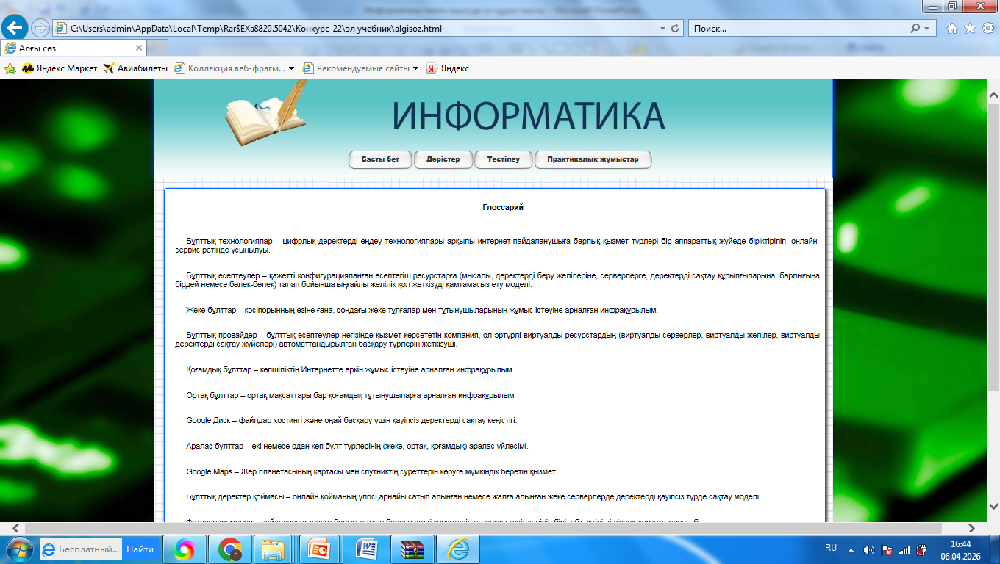 C:\Users\admin\AppData\Local\Temp\Rar$EXa8820.5042\Конкурс-22\эл учебник\algisoz.html
Поиск...
Алғы сөз
Яндекс Маркет Авиабилеты Коллекция веб-фрагм... Рекомендуемые сайты Яндекс
ИНФОРМАТИКА
Басты бет Дәрістер Тестілеу Практикалық жұмыстар
Глоссарий
Бұлттық технологиялар – цифрлық деректерді өңдеу технологиялары арқылы интернет-пайдаланушыға барлық қызмет түрлері бір аппараттық жүйеде біріктіріліп, онлайн-
сервис ретінде ұсынылуы.
Бұлттық есептеулер – қажетті конфигурацияланған есептегіш ресурстарға (мысалы, деректерді беру желілеріне, серверлерге, деректерді сақтау құрылғыларына, барлығына
бірдей немесе бөлек-бөлек) талап бойынша ыңғайлы желілік қол жеткізуді қамтамасыз ету моделі.
Жеке бұлттар – кәсіпорынның өзіне ғана, сондағы жеке тұлғалар мен тұтынушыларының жұмыс істеуіне арналған инфрақұрылым.
Бұлттық провайдер – бұлттық есептеулер негізінде қызмет көрсететін компания, ол әртүрлі виртуалды ресурстардың (виртуалды серверлер, виртуалды желілер, виртуалды
деректерді сақтау жүйелері) автоматтандырылған басқару түрлерін жеткізуші.
Қоғамдық бұлттар – көпшіліктің Интернетте еркін жұмыс істеуіне арналған инфрақұрылым.
Ортақ бұлттар – ортақ мақсаттары бар қоғамдық тұтынушыларға арналған инфрақұрылым
Google Диск – файлдар хостингі және оңай басқару үшін қауіпсіз деректерді сақтау кеңістігі.
Аралас бұлттар – екі немесе одан көп бұлт түрлерінің (жеке, ортақ, қоғамдық) аралас үйлесімі.
Google Maps – Жер планетасының картасы мен спутниктің суреттерін көруге мүмкіндік беретін қызмет
Бұлттық деректер қоймасы – онлайн қойманың үлгісі,арнайы сатып алынған немесе жалға алынған жеке серверлерде деректерді қауіпсіз түрде сақтау моделі.
Бесплатный... Найти
RU
16:44
06.04.2026